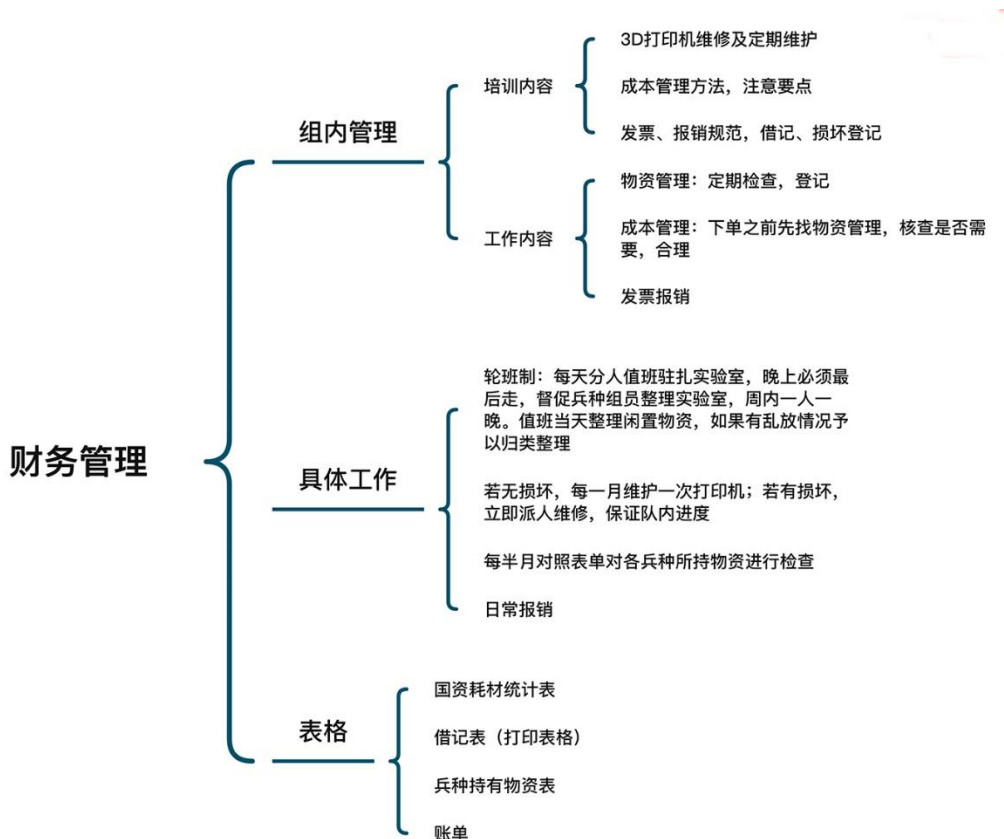 财务管理
组内管理
培训内容
3D打印机维修及定期维护
成本管理方法，注意要点
发票、报销规范，借记、损坏登记
工作内容
物资管理：定期检查，登记
成本管理：下单之前先找物资管理，核查是否需
要，合理
发票报销
具体工作
轮班制：每天分人值班驻扎实验室，晚上必须最
后走，督促兵种组员整理实验室，周内一人一
晚。值班当天整理闲置物资，如果有乱放情况予
以归类整理
若无损坏，每一月维护一次打印机；若有损坏，
立即派人维修，保证队内进度
每半月对照表单对各兵种所持物资进行检查
日常报销
表格
国资耗材统计表
借记表（打印表格）
兵种持有物资表
账单